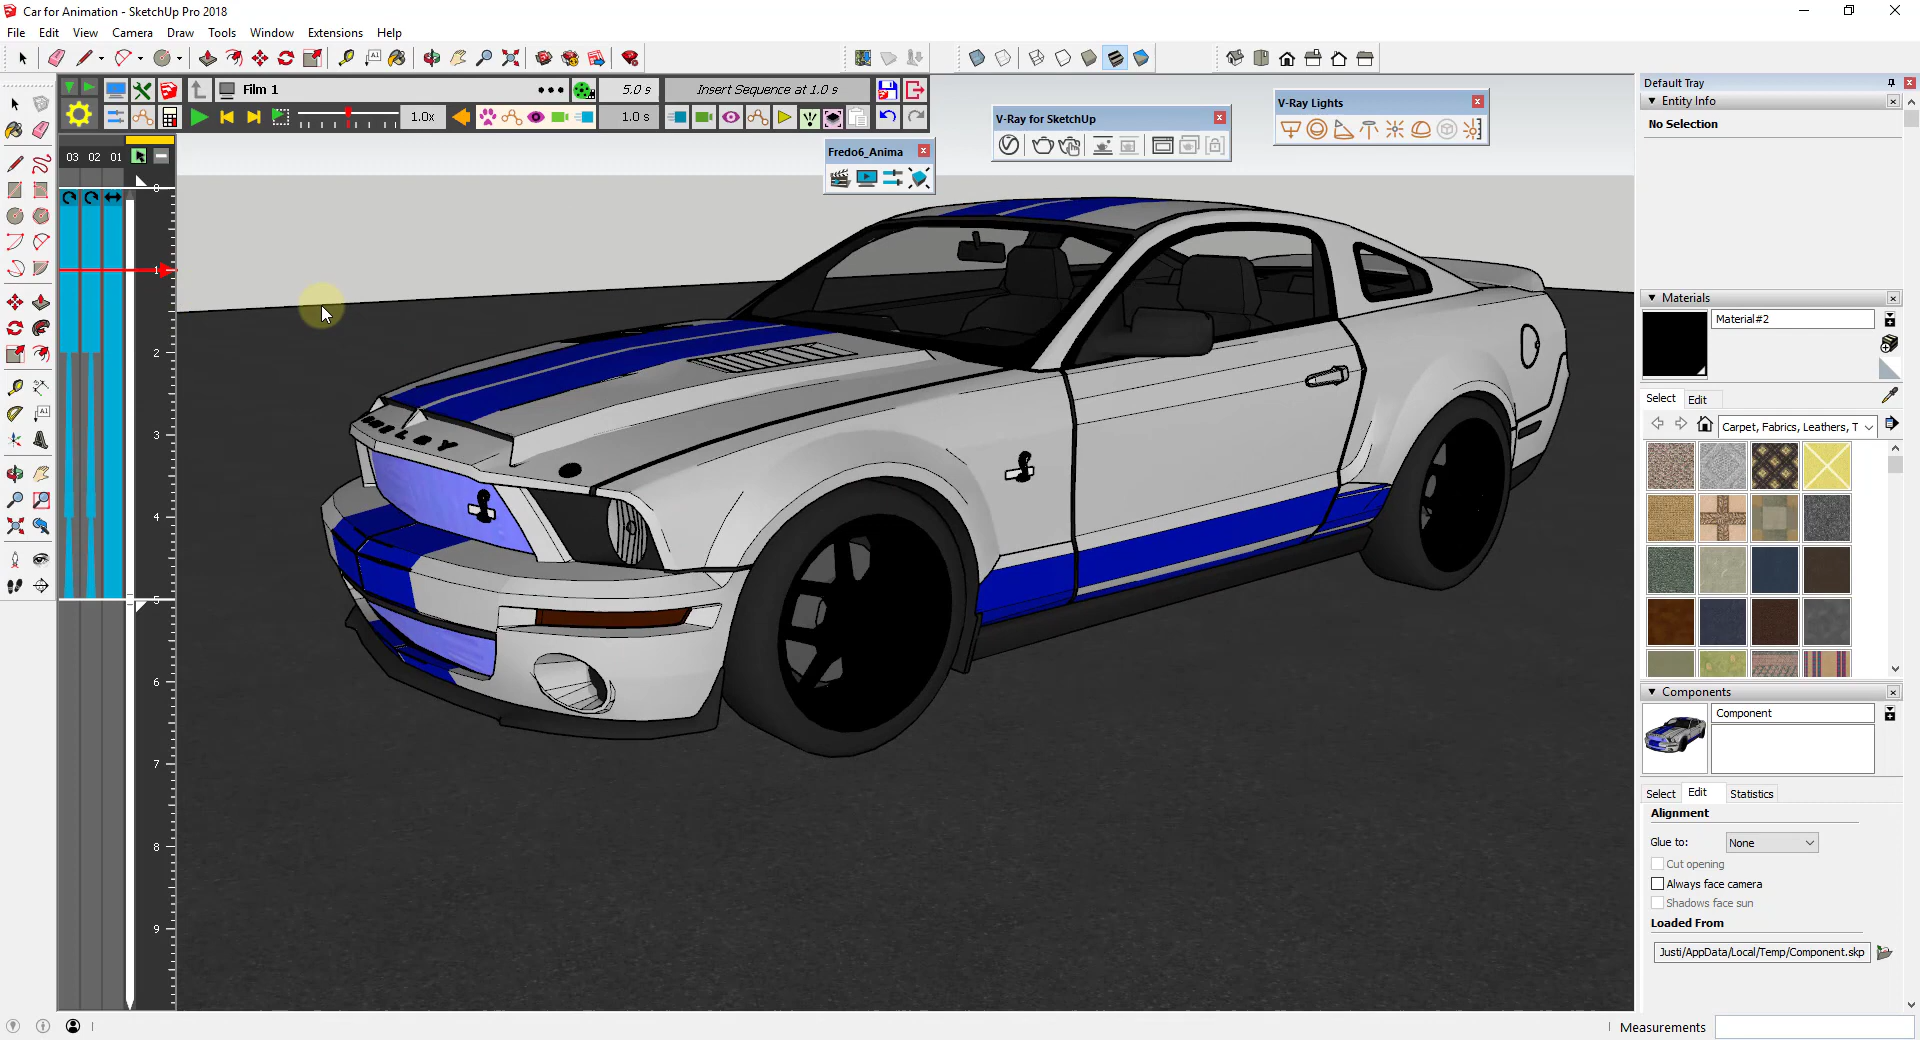 Car for Animation - SketchUp Pro 2018
File Edit View Camera Draw Tools Window Extensions Help
Film 1
5.0 s
Insert Sequence at 1.0 s
1.0x
1.0 s
03 02 01
0
1
2
3
4
5
6
7
8
9
Fredo6_Anima
V-Ray for SketchUp
V-Ray Lights
Default Tray
Entity Info
No Selection
Materials
Material#2
Select Edit
Carpet, Fabrics, Leathers, T
Components
Component
Select Edit Statistics
Alignment
Glue to: None
Cut opening
Always face camera
Shadows face sun
Loaded From
Justi/AppData/Local/Temp/Component.skp
Measurements